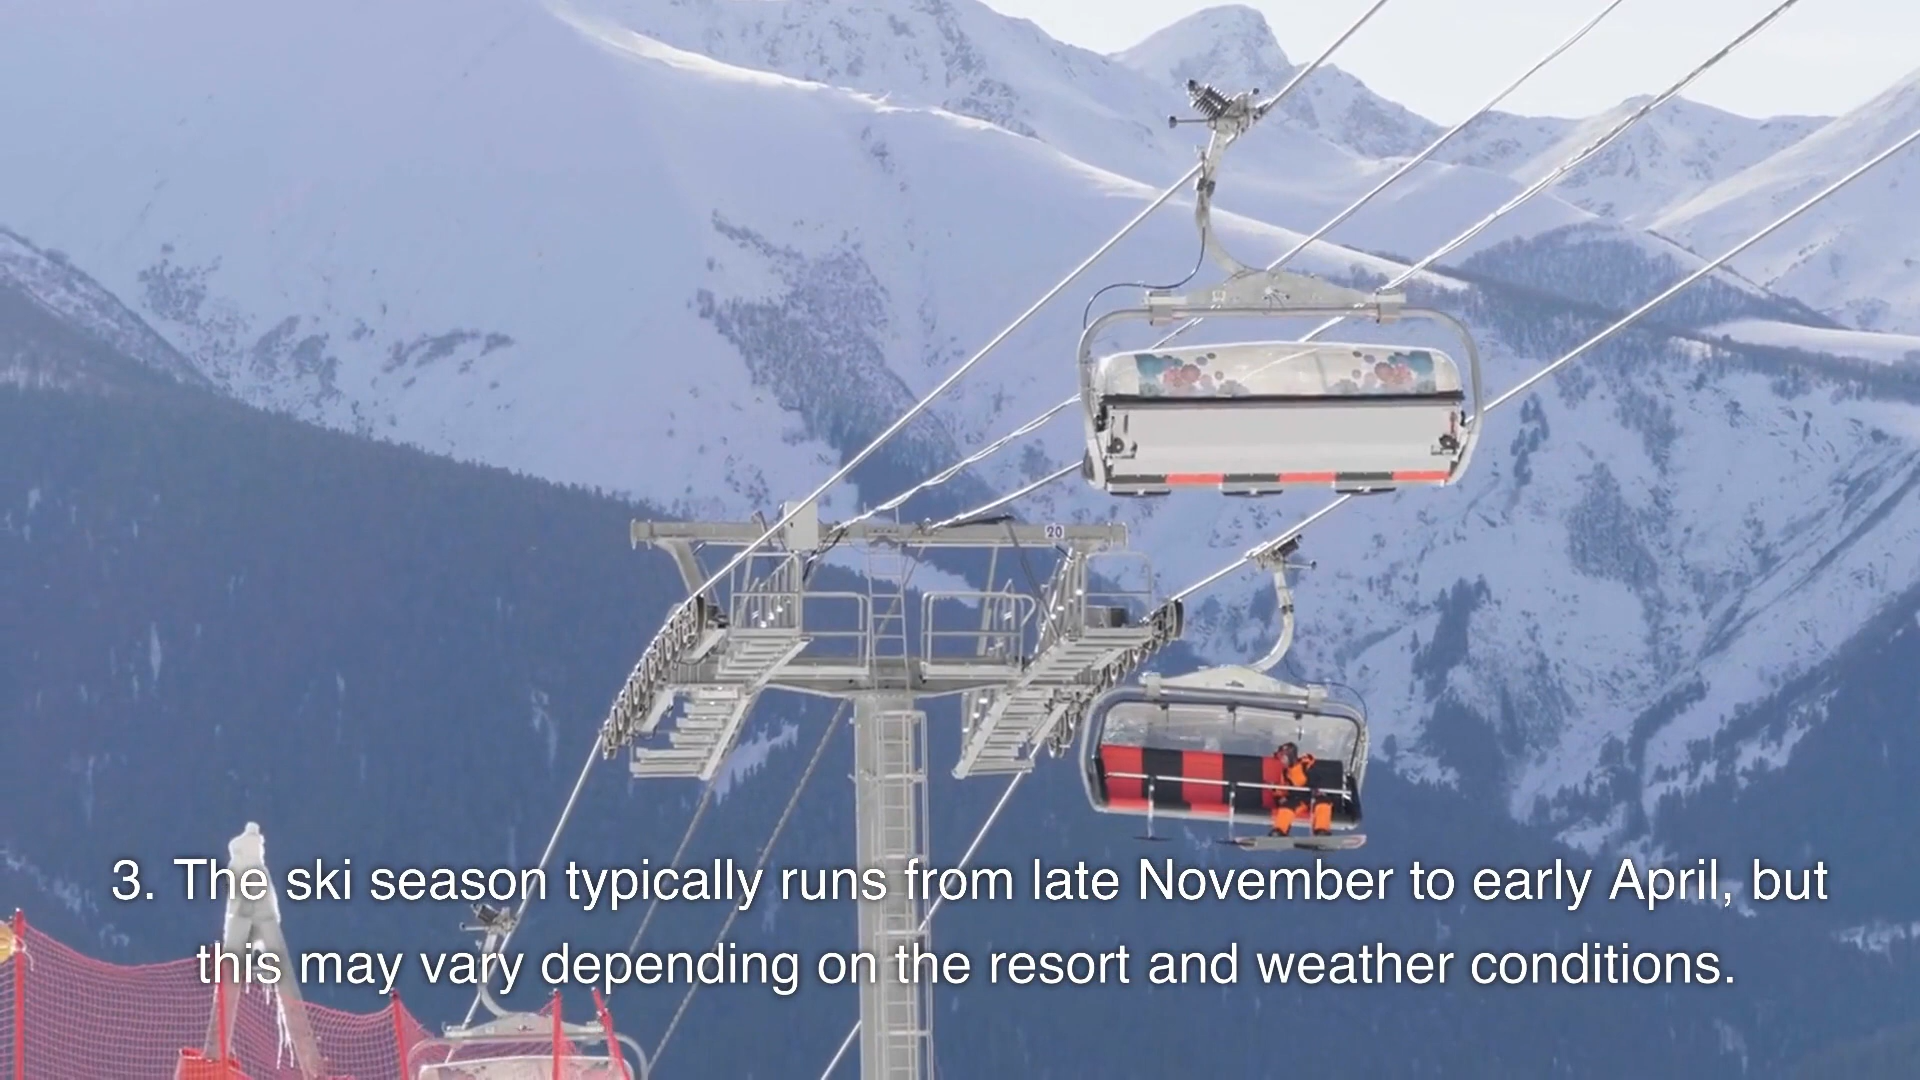 20
3. The ski season typically runs from late November to early April, but
this may vary depending on the resort and weather conditions.